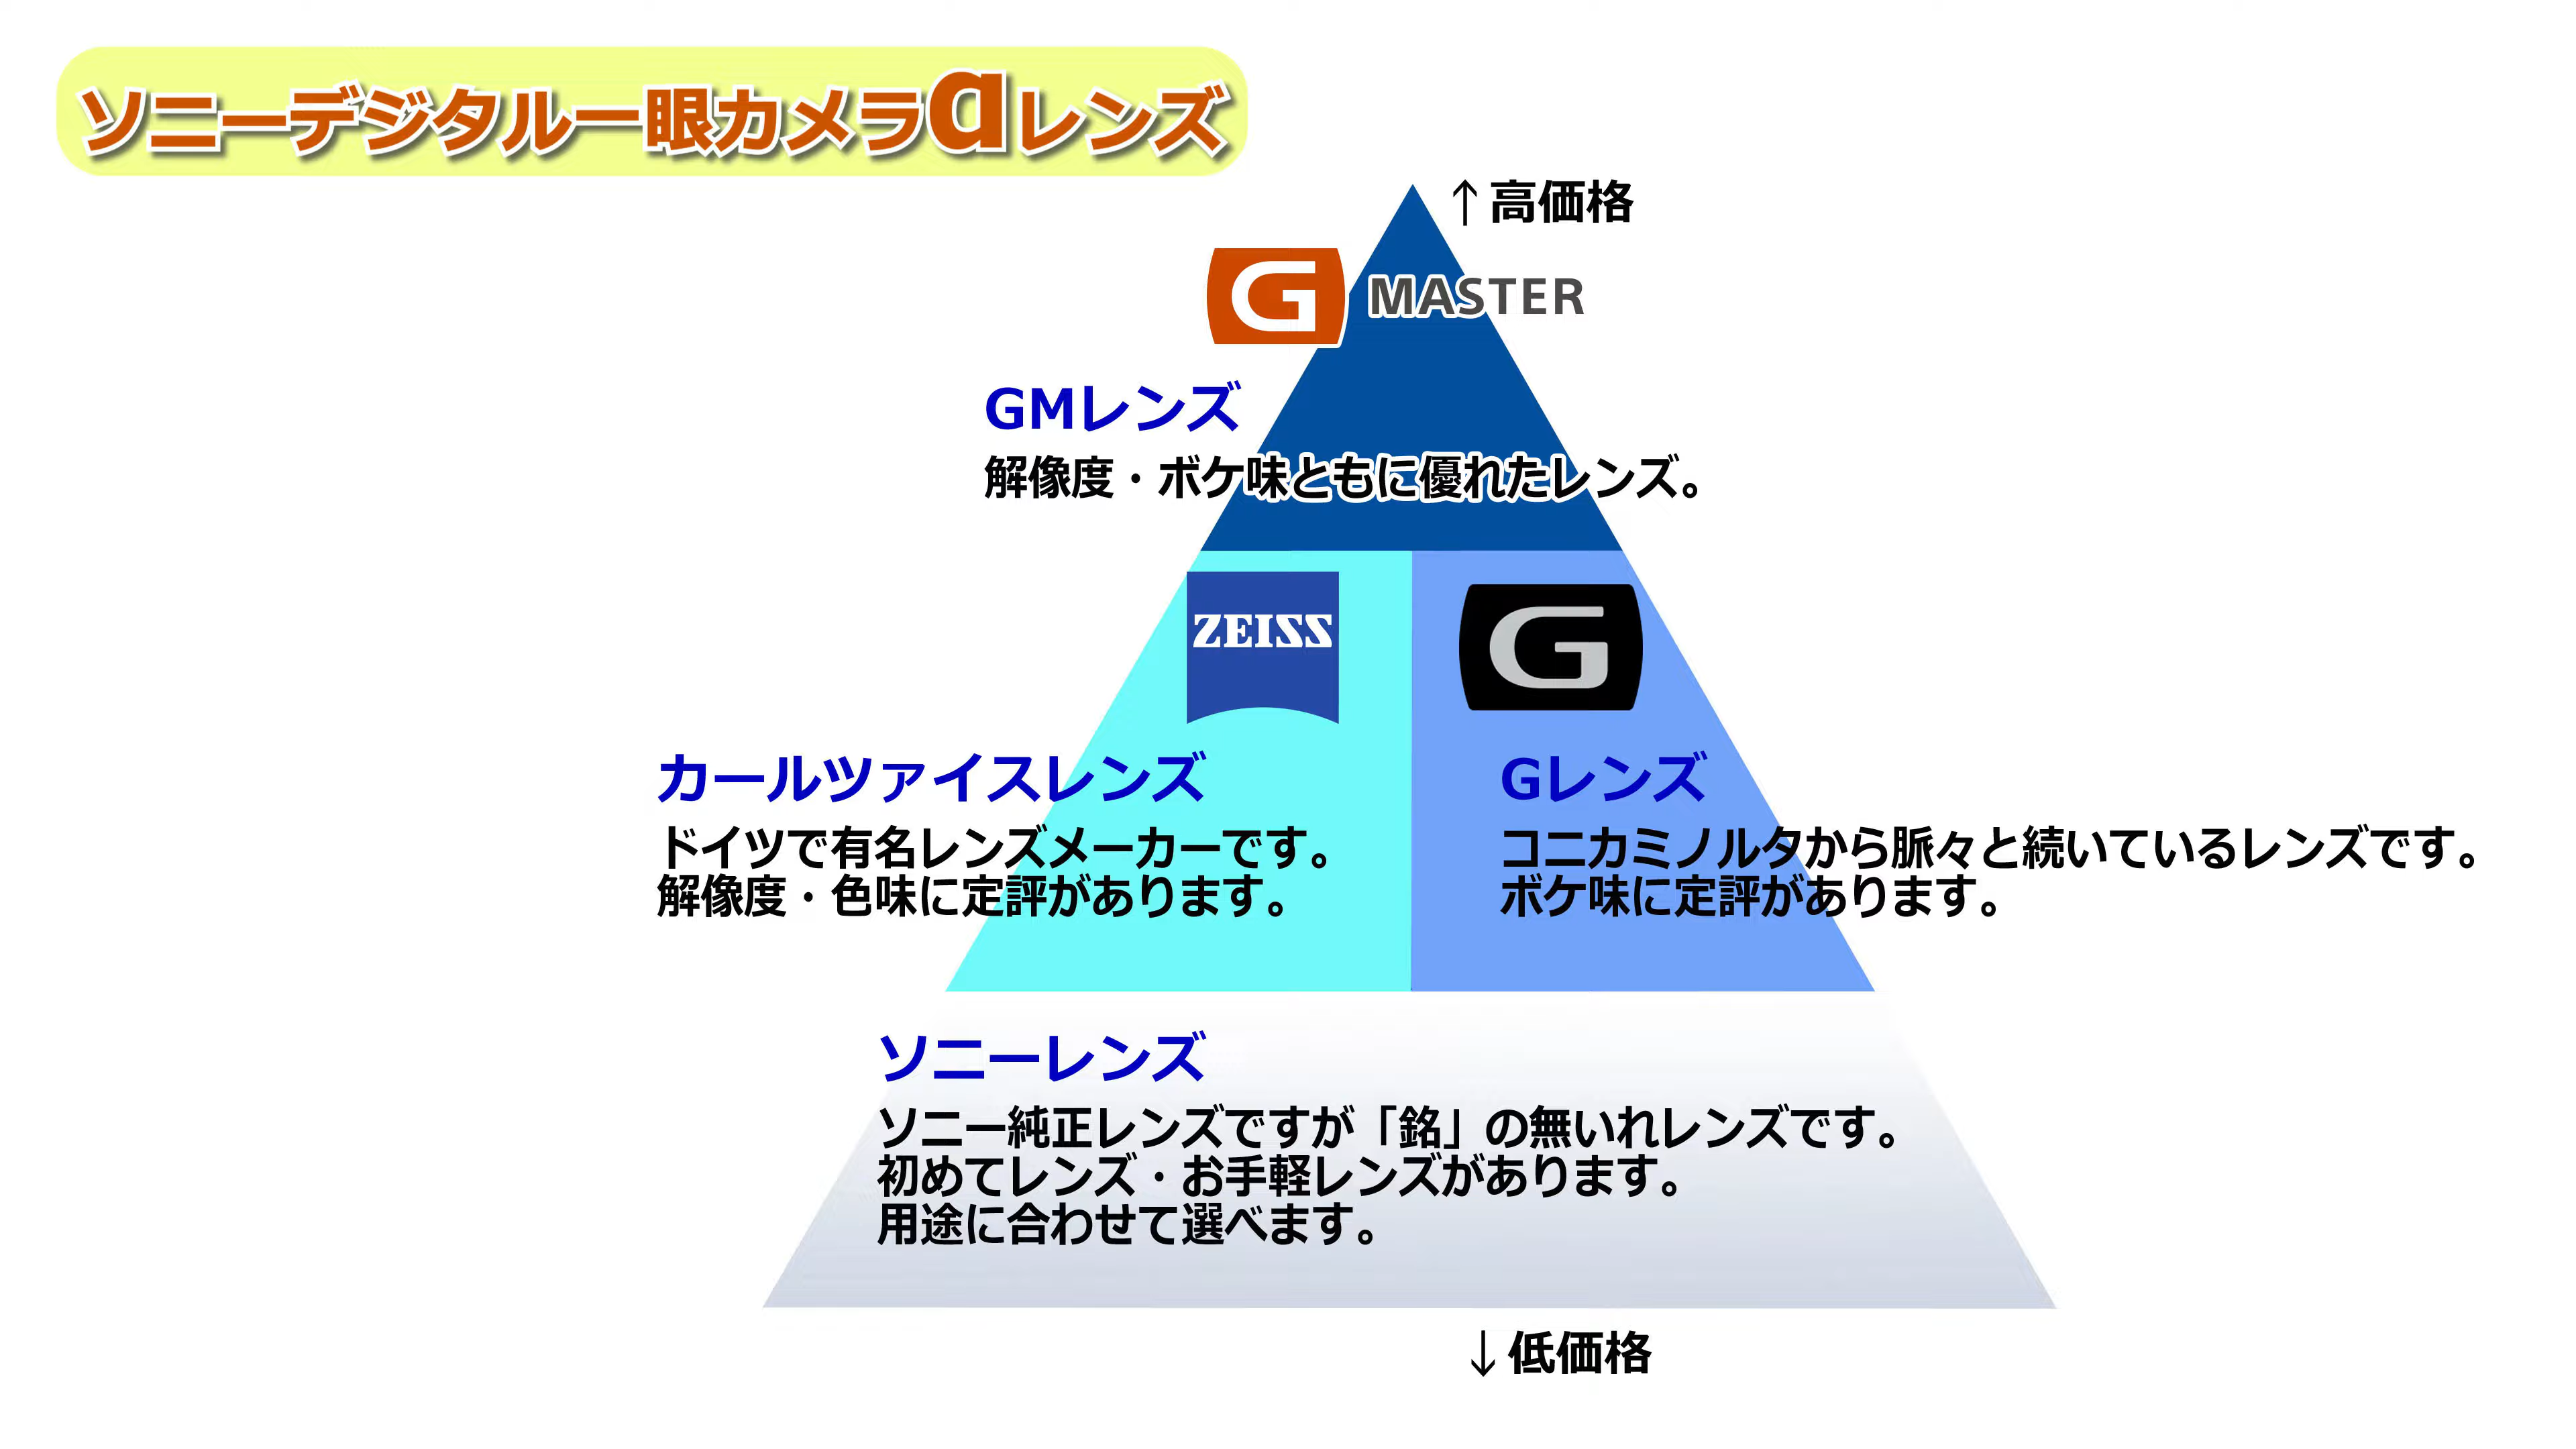 ソニーデジタル一眼カメラαレンズ
↑高価格
G MASTER
GMレンズ
解像度・ボケ味ともに優れたレンズ。
ZEISS
G
カールツァイスレンズ
ドイツで有名レンズメーカーです。
解像度・色味に定評があります。
Gレンズ
コニカミノルタから脈々と続いているレンズです。
ボケ味に定評があります。
ソニーレンズ
ソニー純正レンズですが「銘」の無いれレンズです。
初めてレンズ・お手軽レンズがあります。
用途に合わせて選べます。
↓低価格